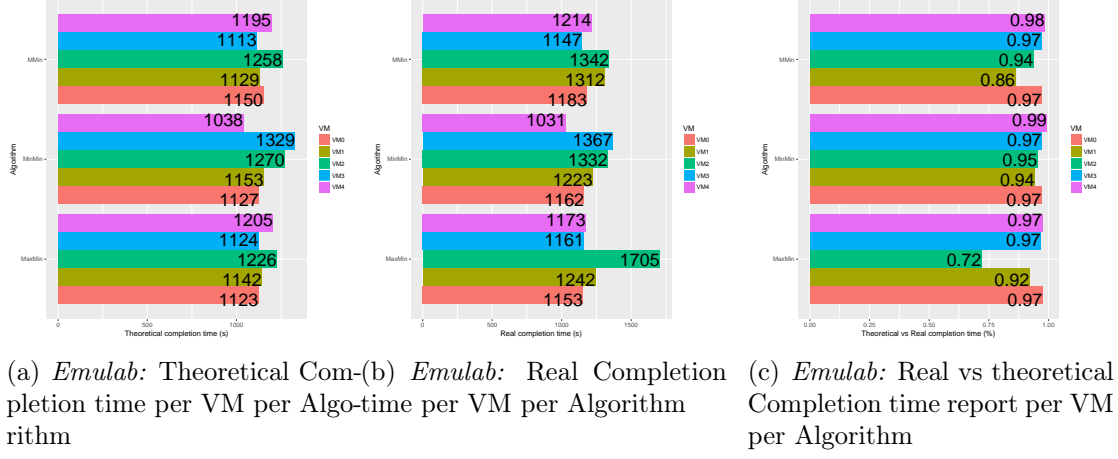 1195
1113
1258
1129
1150
1038
1329
1270
1153
1127
1205
1124
1226
1142
1123
MMin
MinMin
MaxMin
Algorithm
0
500
1000
Theoretical completion time (s)
VM
VM0
VM1
VM2
VM3
VM4
1214
1147
1342
1312
1183
1031
1367
1332
1223
1162
1173
1161
1705
1242
1153
MMin
MinMin
MaxMin
Algorithm
0
500
1000
1500
Real completion time (s)
VM
VM0
VM1
VM2
VM3
VM4
0.98
0.97
0.94
0.86
0.97
0.99
0.97
0.95
0.94
0.97
0.97
0.97
0.72
0.92
0.97
MMin
MinMin
MaxMin
Algorithm
0.00
0.25
0.50
0.75
1.00
Theoretical vs Real completion time (%)
VM
VM0
VM1
VM2
VM3
VM4
(a) Emulab: Theoretical Com-
pletion time per VM per Algo-
rithm
(b) Emulab: Real Completion
time per VM per Algorithm
(c) Emulab: Real vs theoretical
Completion time report per VM
per Algorithm